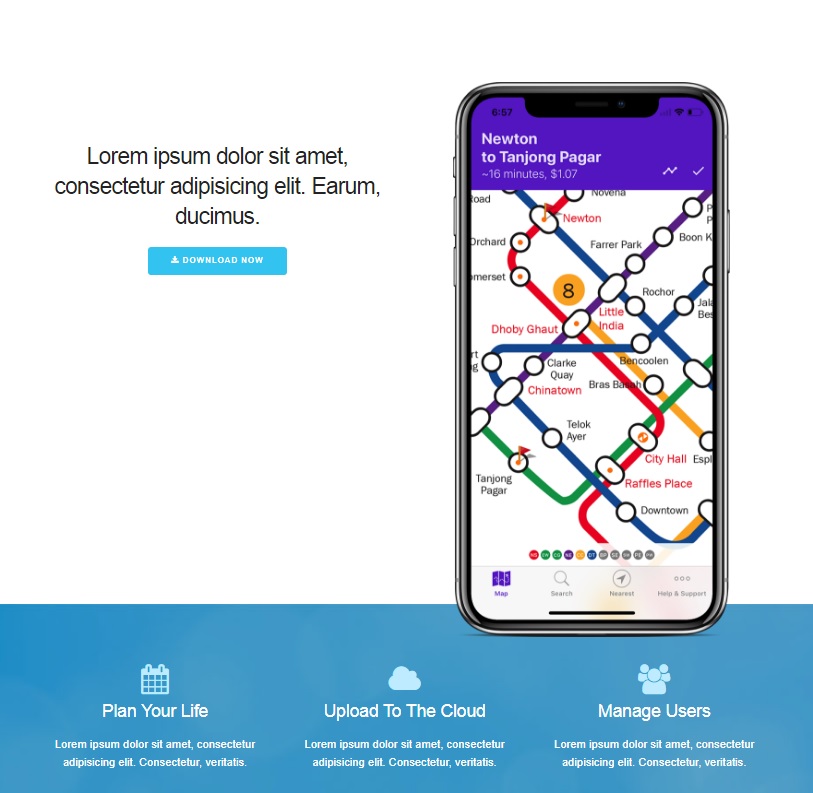 Lorem ipsum dolor sit amet,
consectetur adipisicing elit. Earum,
ducimus.
DOWNLOAD NOW
6:57
Newton
to Tanjong Pagar
~16 minutes, $1.07
Road
Novena
Newton
Orchard
Farrer Park
Boon K
merset
8
Rochor
Jala
Bes
Little
India
Dhoby Ghaut
Bencoolen
rt
g
Clarke
Quay
Bras Basah
Chinatown
Telok
Ayer
City Hall
Espl
Tanjong
Pagar
Raffles Place
Downtown
Map
Search
Nearest
Help & Support
Plan Your Life
Lorem ipsum dolor sit amet, consectetur
adipisicing elit. Consectetur, veritatis.
Upload To The Cloud
Lorem ipsum dolor sit amet, consectetur
adipisicing elit. Consectetur, veritatis.
Manage Users
Lorem ipsum dolor sit amet, consectetur
adipisicing elit. Consectetur, veritatis.